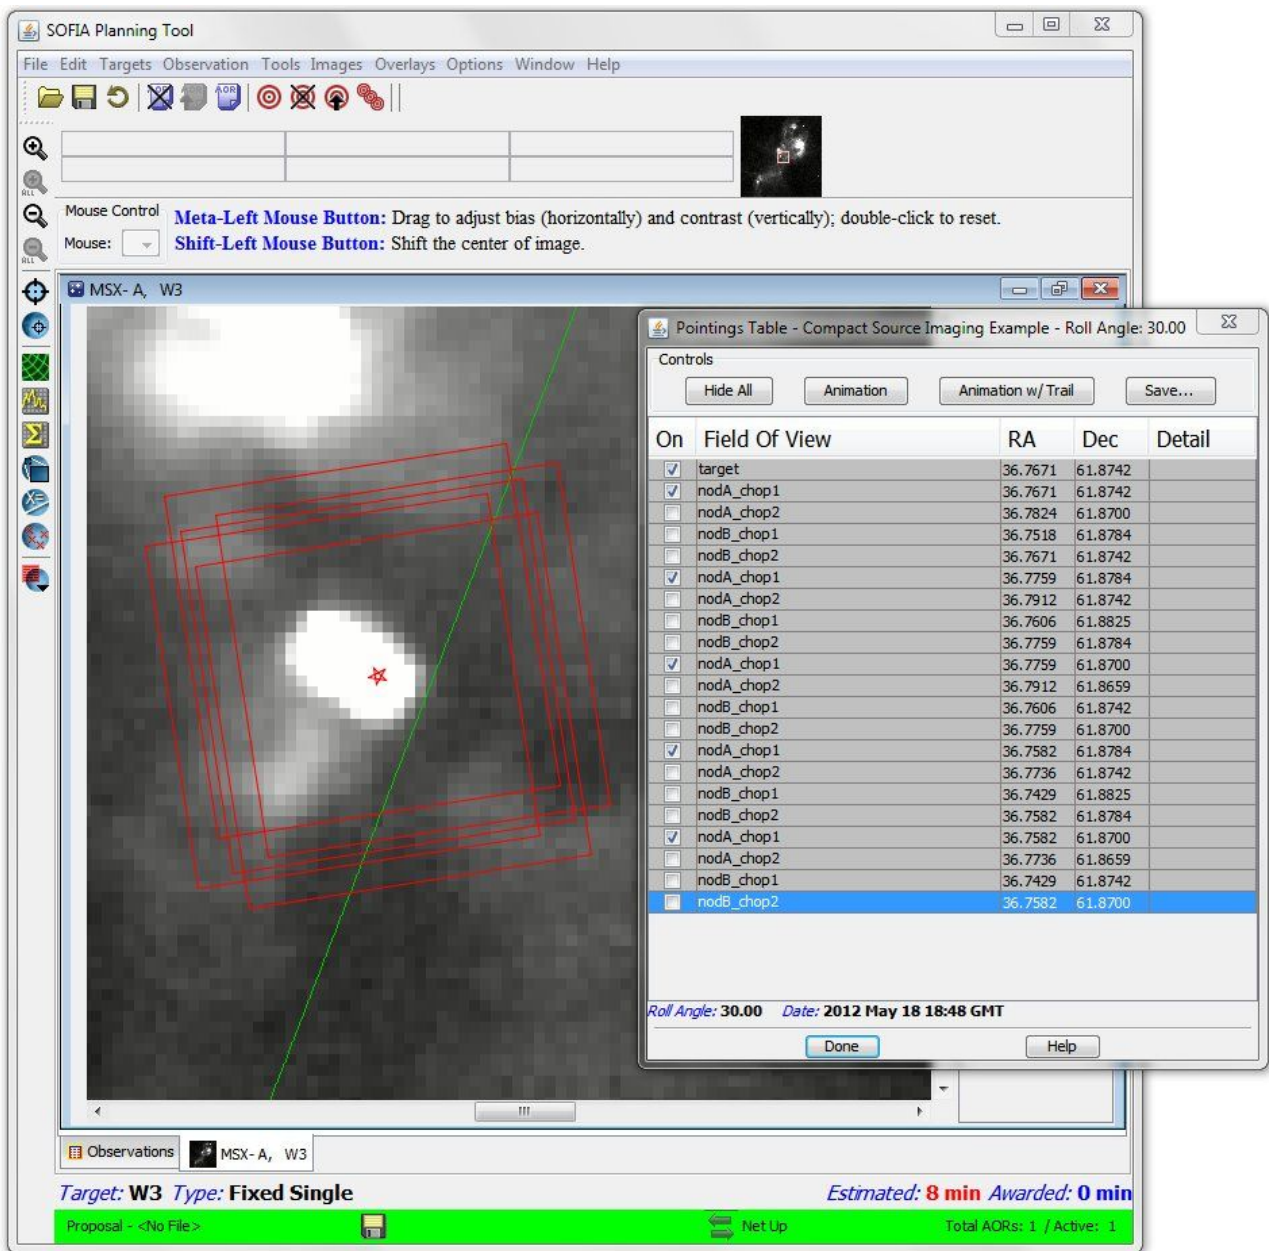 SOFIA Planning Tool
File Edit Targets Observation Tools Images Overlays Options Window Help
ALL
Mouse Control
Meta-Left Mouse Button: Drag to adjust bias (horizontally) and contrast (vertically); double-click to reset.
Mouse:
Shift-Left Mouse Button: Shift the center of image.
ALL
MSX- A, W3
Pointings Table - Compact Source Imaging Example - Roll Angle: 30.00
Controls
Hide All Animation Animation w/ Trail Save...
On Field Of View RA Dec Detail
target 36.7671 61.8742
nodA_chop1 36.7671 61.8742
nodA_chop2 36.7824 61.8700
nodB_chop1 36.7518 61.8784
nodB_chop2 36.7671 61.8742
nodA_chop1 36.7759 61.8784
nodA_chop2 36.7912 61.8742
nodB_chop1 36.7606 61.8825
nodB_chop2 36.7759 61.8784
nodA_chop1 36.7759 61.8700
nodA_chop2 36.7912 61.8659
nodB_chop1 36.7606 61.8742
nodB_chop2 36.7759 61.8700
nodA_chop1 36.7582 61.8784
nodA_chop2 36.7736 61.8742
nodB_chop1 36.7429 61.8825
nodB_chop2 36.7582 61.8784
nodA_chop1 36.7582 61.8700
nodA_chop2 36.7736 61.8659
nodB_chop1 36.7429 61.8742
nodB_chop2 36.7582 61.8700
Roll Angle: 30.00 Date: 2012 May 18 18:48 GMT
Done Help
Observations MSX- A, W3
Target: W3 Type: Fixed Single Estimated: 8 min Awarded: 0 min
Proposal - <No File> Net Up Total AORs: 1 / Active: 1